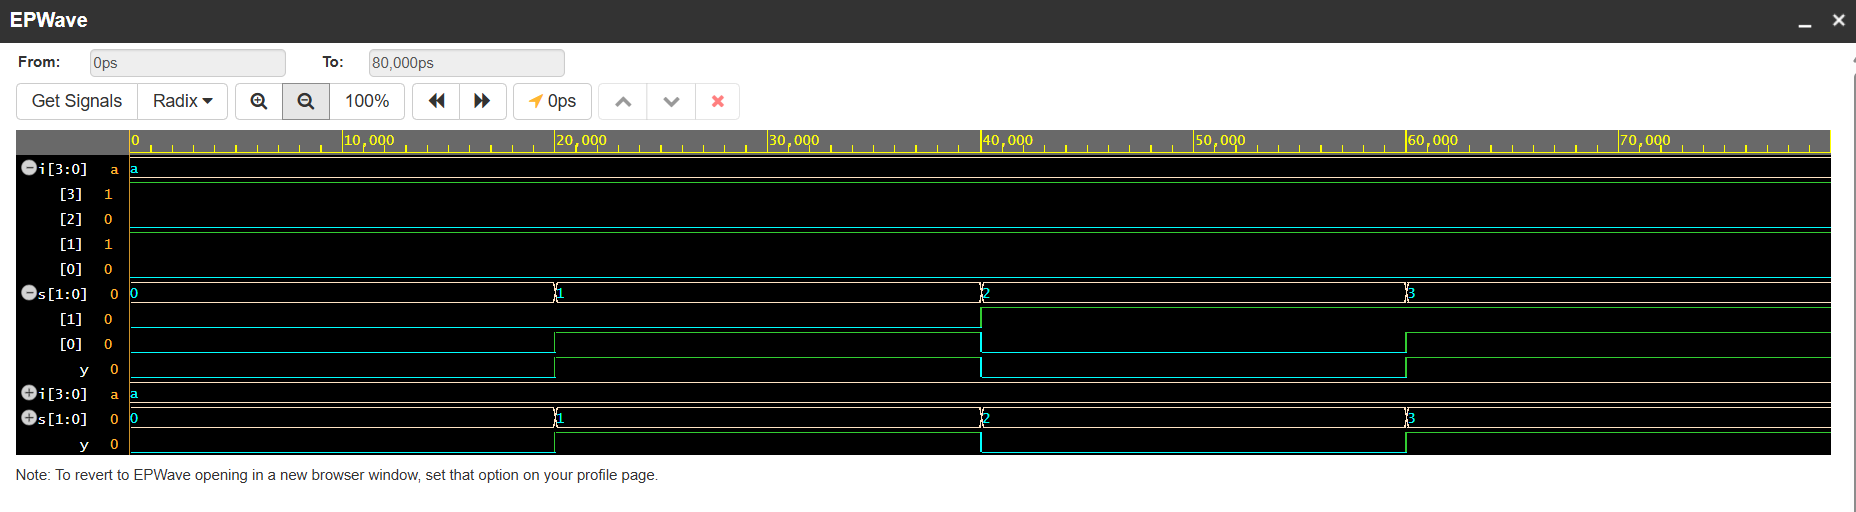 EPWave
From: 0ps To: 80,000ps
Get Signals Radix 100% 0ps
0 10,000 20,000 30,000 40,000 50,000 60,000 70,000
i[3:0] a a
[3] 1
[2] 0
[1] 1
[0] 0
s[1:0] 0 0 1 2 3
[1] 0
[0] 0
y 0
i[3:0] a a
s[1:0] 0 0 1 2 3
y 0
Note: To revert to EPWave opening in a new browser window, set that option on your profile page.